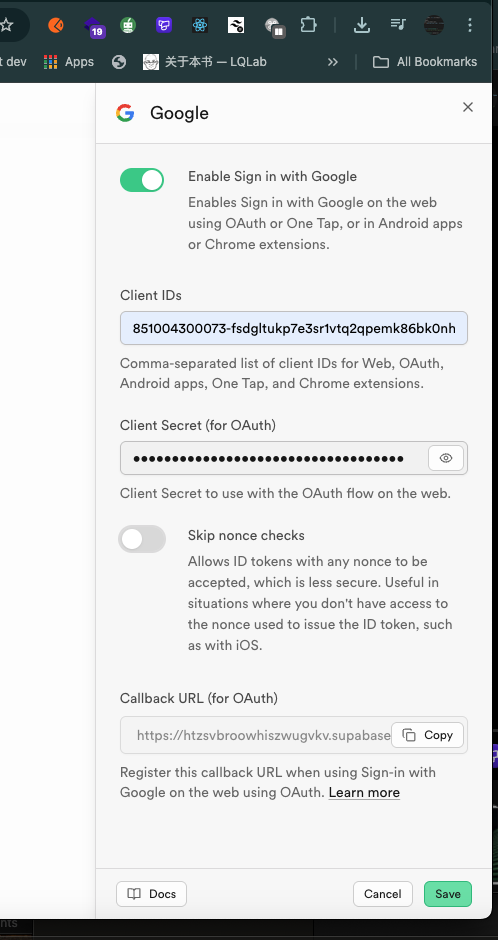 19
t dev
Apps
关于本书 — LQLab
All Bookmarks
Google
Enable Sign in with Google
Enables Sign in with Google on the web
using OAuth or One Tap, or in Android apps
or Chrome extensions.
Client IDs
851004300073-fsdgltukp7e3sr1vtq2qpemk86bk0nh
Comma-separated list of client IDs for Web, OAuth,
Android apps, One Tap, and Chrome extensions.
Client Secret (for OAuth)
Client Secret to use with the OAuth flow on the web.
Skip nonce checks
Allows ID tokens with any nonce to be
accepted, which is less secure. Useful in
situations where you don't have access to
the nonce used to issue the ID token, such
as with iOS.
Callback URL (for OAuth)
https://htzsvbroowhiszwugvkv.supabase
Copy
Register this callback URL when using Sign-in with
Google on the web using OAuth. Learn more
Docs
Cancel
Save
nts